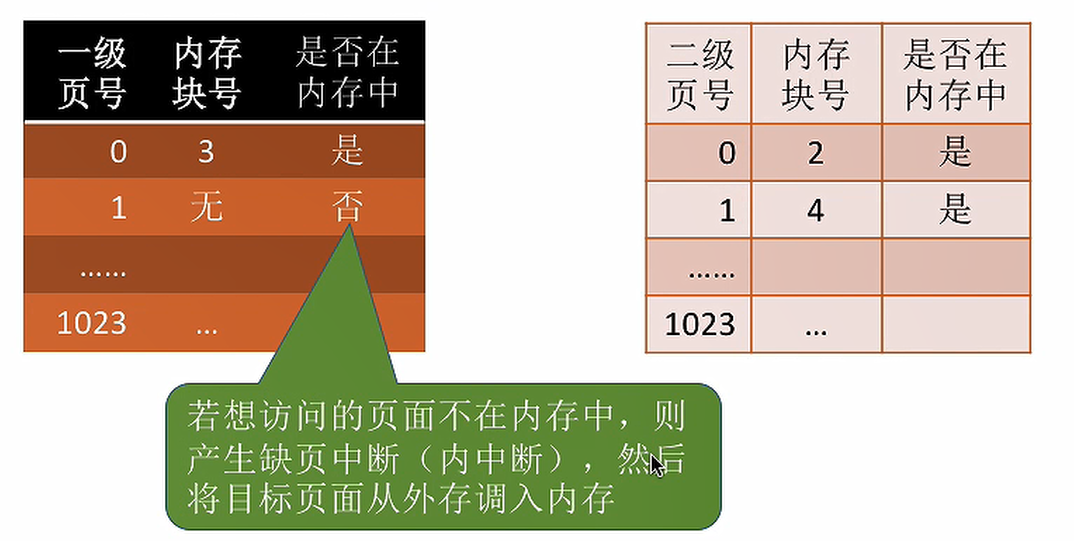 一级页号 内存块号 是否在内存中
0 3 是
1 无 否
……
1023 …
二级页号 内存块号 是否在内存中
0 2 是
1 4 是
……
1023 …
若想访问的页面不在内存中，则
产生缺页中断（内中断），然后
将目标页面从外存调入内存